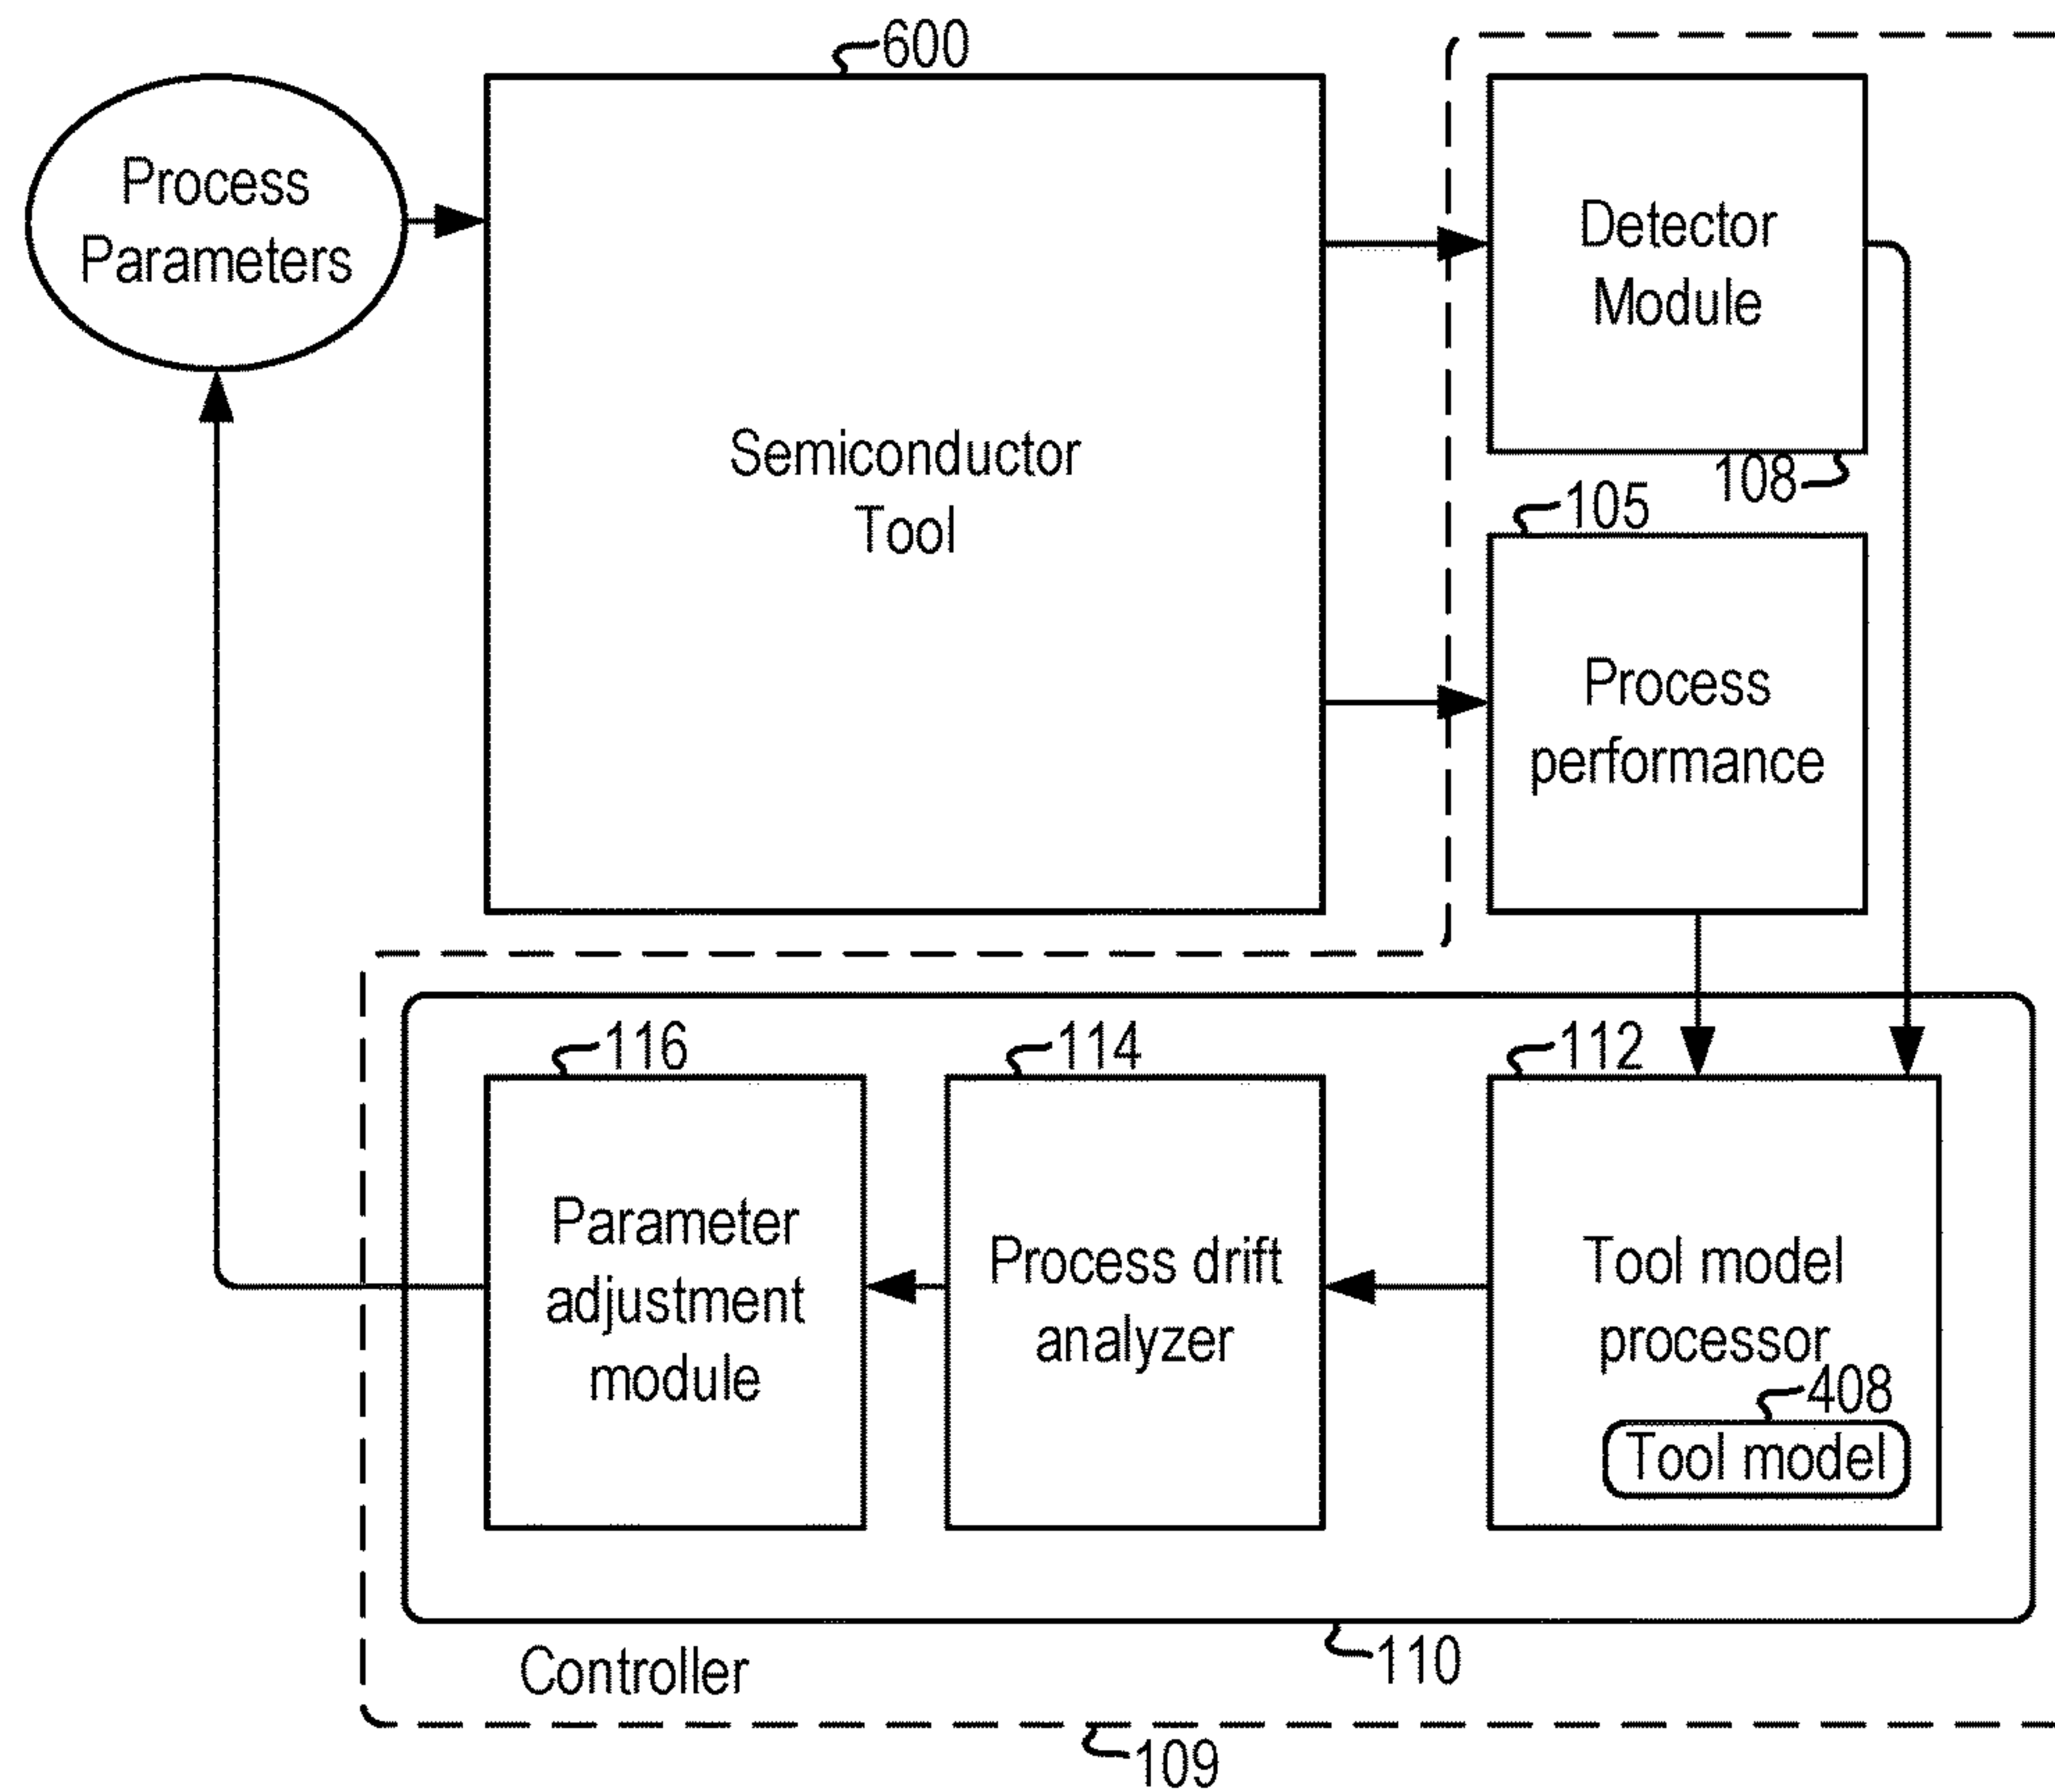 600
Process
Parameters
Semiconductor
Tool
Detector
Module
108
105
Process
performance
116
114
112
Parameter
adjustment
module
Process drift
analyzer
Tool model
processor
408
Tool model
110
Controller
109